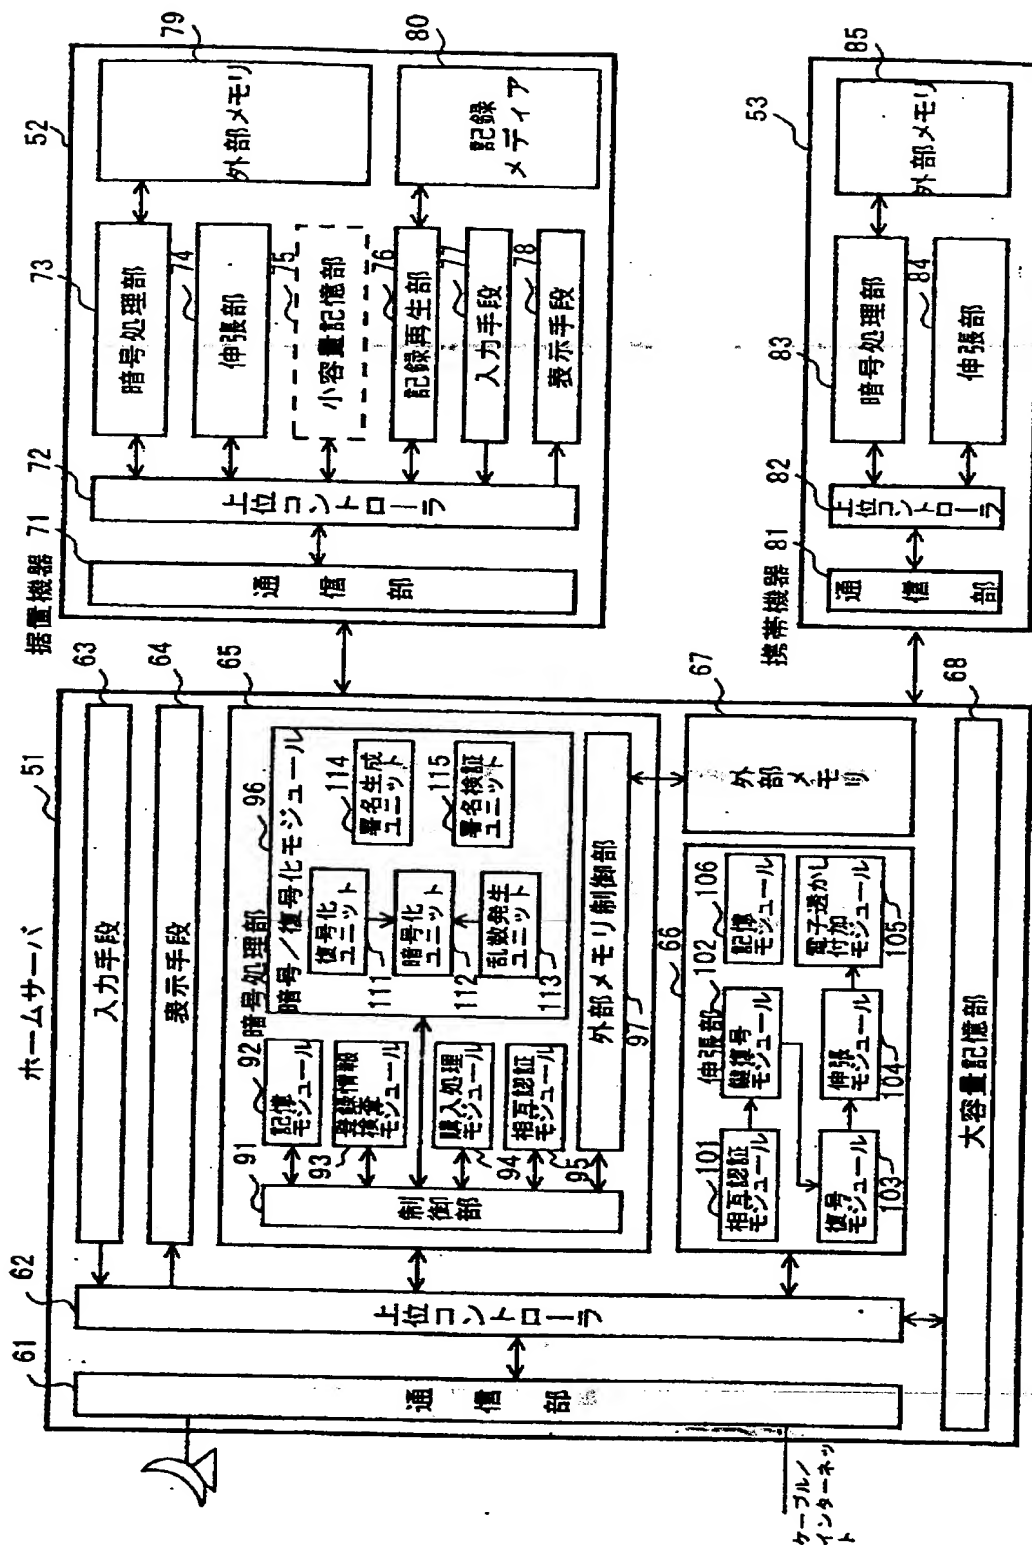 ホームサーバ
51
61
通信部
62
上位コントローラ
63
入力手段
64
表示手段
65
暗号処理部
91
制御部
92
記憶モジュール
93
登録情報
検査
モジュール
94
購入処理
モジュール
95
相互認証
モジュール
96
暗号/復号化モジュール
111
復号化
ユニット
112
暗号化
ユニット
113
乱数発生
ユニット
114
署名生成
ユニット
115
署名検証
ユニット
97
外部メモリ制御部
66
伸張部
101
相互認証
モジュール
102
鍵復号
モジュール
103
復号モジュール
104
伸張
モジュール
105
電子透かし
付加
モジュール
106
記憶モジュール
67
外部メモリ
68
大容量記憶部
ケーブル/
インターネッ
ト
据置機器
52
71
通信部
72
上位コントローラ
73
暗号処理部
74
伸張部
75
小容量記憶部
76
記録再生部
77
入力手段
78
表示手段
79
外部メモリ
80
記録
メディア
携帯機器
53
81
通信部
82
上位コントローラ
83
暗号処理部
84
伸張部
85
外部メモリ